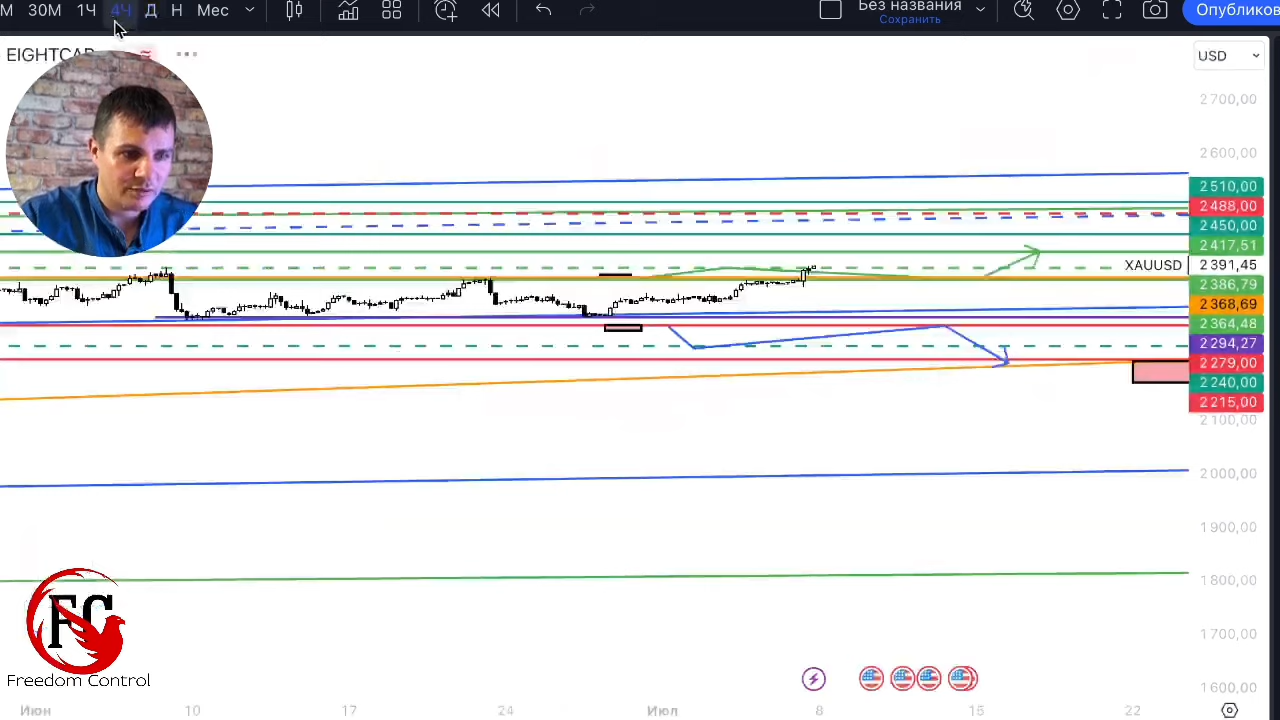 М 30М 1Ч 4Ч Д Н Мес
Без названия
Сохранить
Опубликов
EIGHTCAP
USD
2700,00
2600,00
2510,00
2488,00
2450,00
2417,51
XAUUSD 2391,45
2386,79
2368,69
2364,48
2294,27
2279,00
2240,00
2215,00
2100,00
2000,00
1900,00
1800,00
1700,00
1600,00
FC
Freedom Control
Июн 10 17 24 Июл 8 15 22